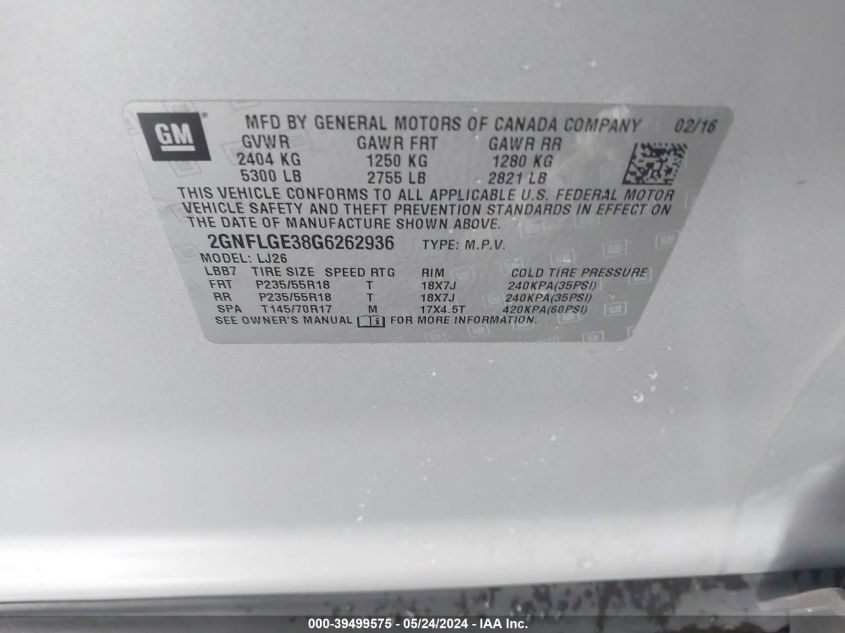 GM
MFD BY GENERAL MOTORS OF CANADA COMPANY 02/16
GVWR GAWR FRT GAWR RR
2404 KG 1250 KG 1280 KG
5300 LB 2755 LB 2821 LB
THIS VEHICLE CONFORMS TO ALL APPLICABLE U.S. FEDERAL MOTOR
VEHICLE SAFETY AND THEFT PREVENTION STANDARDS IN EFFECT ON
THE DATE OF MANUFACTURE SHOWN ABOVE.
2GNFLGE38G6262936 TYPE: M.P.V.
MODEL: LJ26
LBB7 TIRE SIZE SPEED RTG RIM COLD TIRE PRESSURE
FRT P235/55R18 T 18X7J 240KPA(35PSI)
RR P235/55R18 T 18X7J 240KPA(35PSI)
SPA T145/70R17 M 17X4.5T 420KPA(60PSI)
SEE OWNER'S MANUAL FOR MORE INFORMATION.
000-39499575 - 05/24/2024 - IAA Inc.